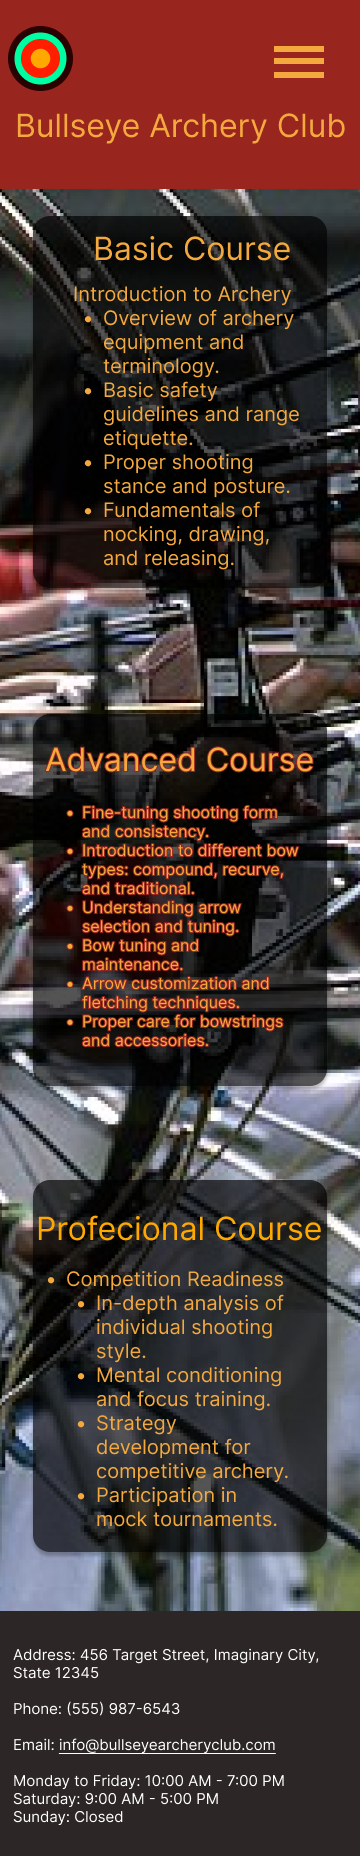 Bullseye Archery Club
Basic Course
Introduction to Archery
• Overview of archery
equipment and
terminology.
• Basic safety
guidelines and range
etiquette.
• Proper shooting
stance and posture.
• Fundamentals of
nocking, drawing,
and releasing.
Advanced Course
• Fine-tuning shooting form
and consistency.
• Introduction to different bow
types: compound, recurve,
and traditional.
• Understanding arrow
selection and tuning.
• Bow tuning and
maintenance.
• Arrow customization and
fletching techniques.
• Proper care for bowstrings
and accessories.
Profecional Course
• Competition Readiness
• In-depth analysis of
individual shooting
style.
• Mental conditioning
and focus training.
• Strategy
development for
competitive archery.
• Participation in
mock tournaments.
Address: 456 Target Street, Imaginary City,
State 12345
Phone: (555) 987-6543
Email: info@bullseyearcheryclub.com
Monday to Friday: 10:00 AM - 7:00 PM
Saturday: 9:00 AM - 5:00 PM
Sunday: Closed